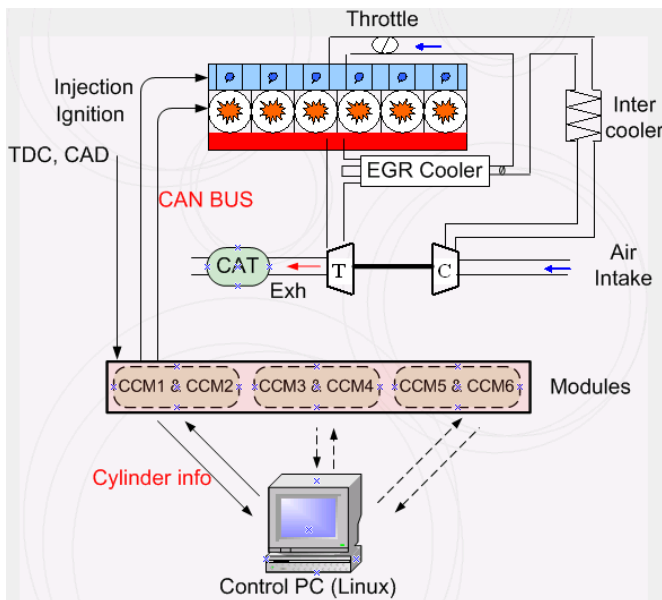 Throttle
Injection
Ignition
Inter
cooler
TDC, CAD
EGR Cooler
CAN BUS
CAT
T
C
Air
Intake
Exh
CCM1 & CCM2
CCM3 & CCM4
CCM5 & CCM6
Modules
Cylinder info
Control PC (Linux)